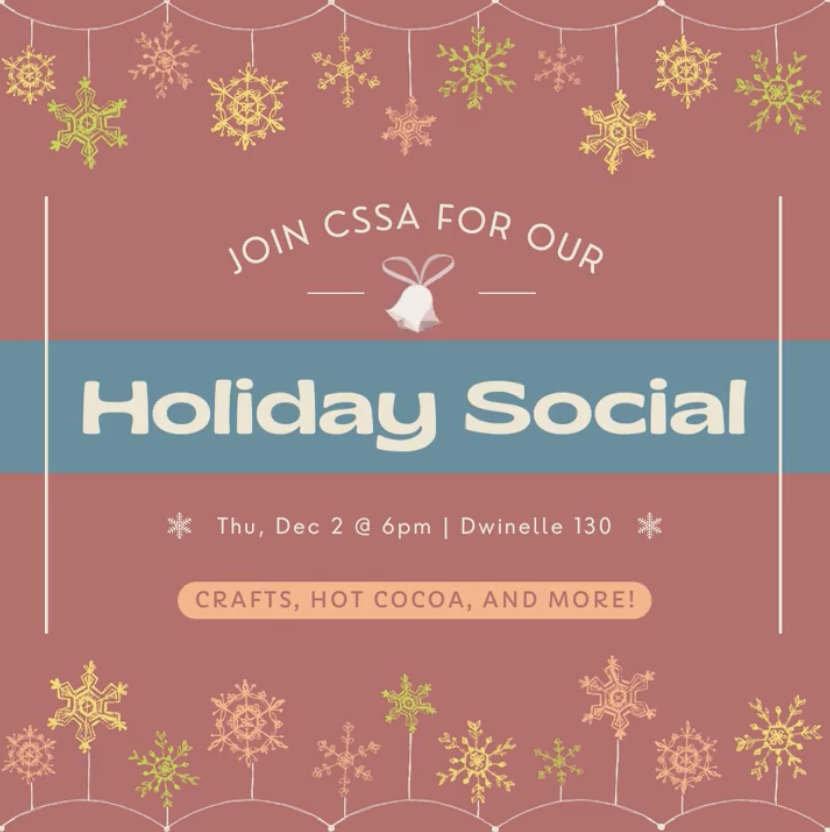 JOIN CSSA FOR OUR
Holiday Social
Thu, Dec 2 @ 6pm | Dwinelle 130
CRAFTS, HOT COCOA, AND MORE!